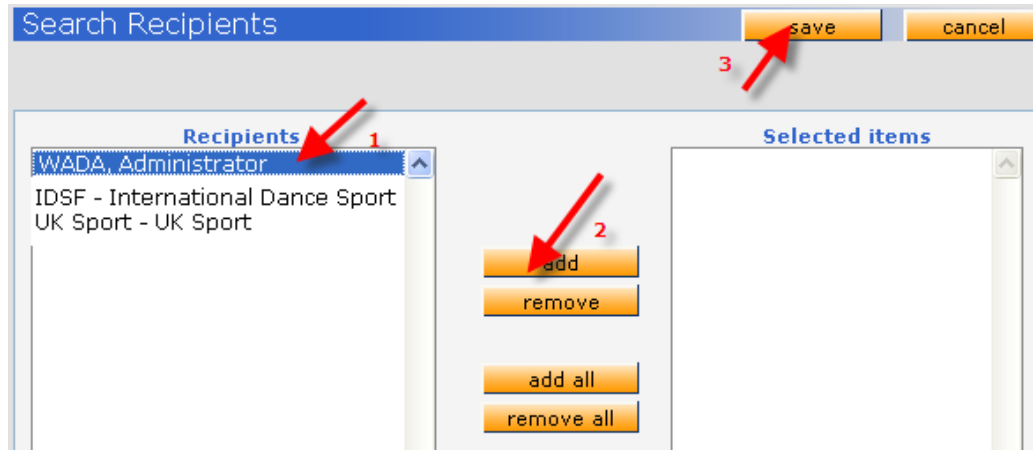 Search Recipients
save
cancel
3
Recipients
1
Selected items
WADA, Administrator
IDSF - International Dance Sport
UK Sport - UK Sport
2
add
remove
add all
remove all